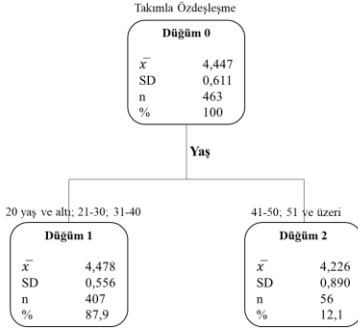 Takımla Özdeşleşme
Düğüm 0
x̄ 4,447
SD 0,611
n 463
% 100
Yaş
20 yaş ve altı; 21-30; 31-40
Düğüm 1
x̄ 4,478
SD 0,556
n 407
% 87,9
41-50; 51 ve üzeri
Düğüm 2
x̄ 4,226
SD 0,890
n 56
% 12,1